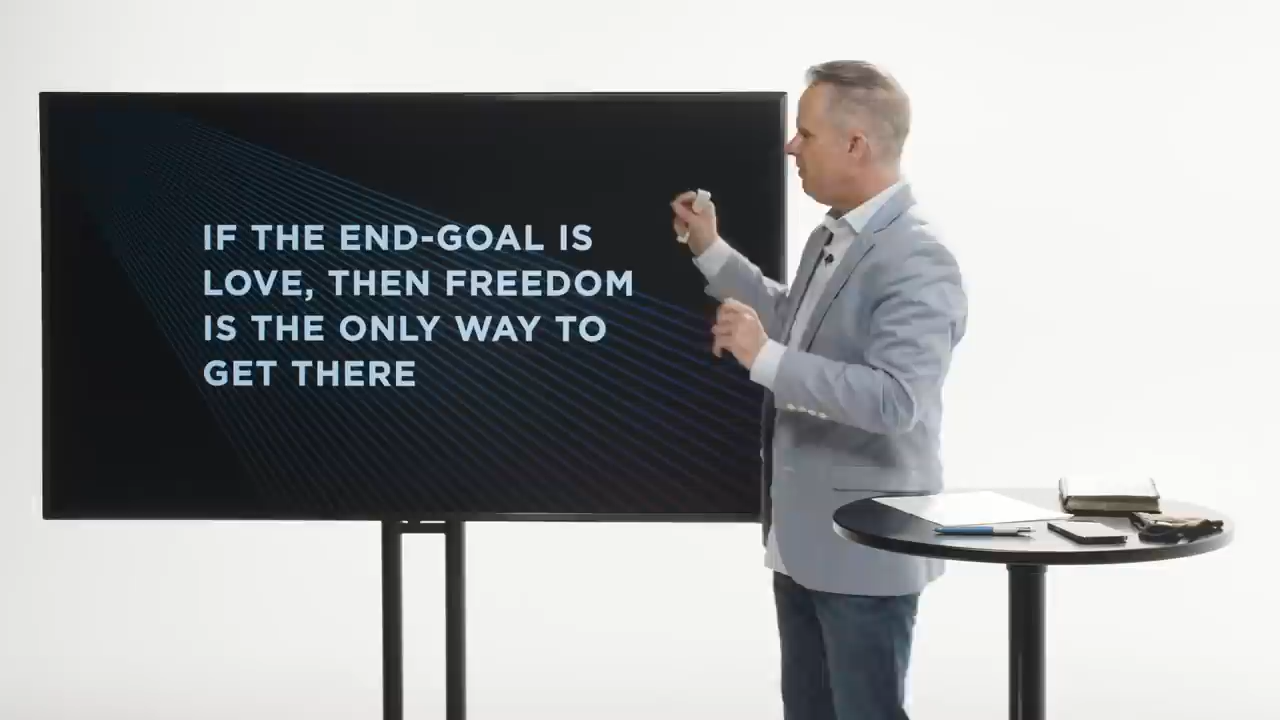 IF THE END-GOAL IS
LOVE, THEN FREEDOM
IS THE ONLY WAY TO
GET THERE